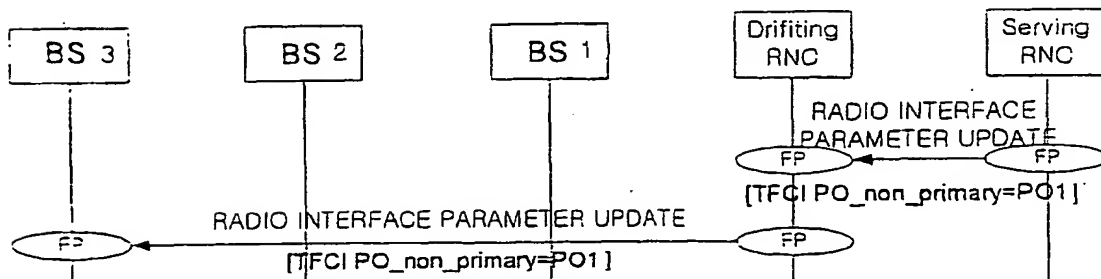 BS 3
BS 2
BS 1
Drifiting
RNC
Serving
RNC
RADIO INTERFACE
PARAMETER UPDATE
FP
FP
[TFCI PO_non_primary=PO1]
RADIO INTERFACE PARAMETER UPDATE
FP
FP
[TFCI PO_non_primary=PO1]